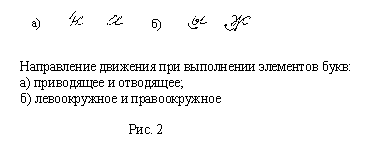 а) б)
Направление движения при выполнении элементов букв:
а) приводящее и отводящее;
б) левоокружное и правоокружное
Рис. 2